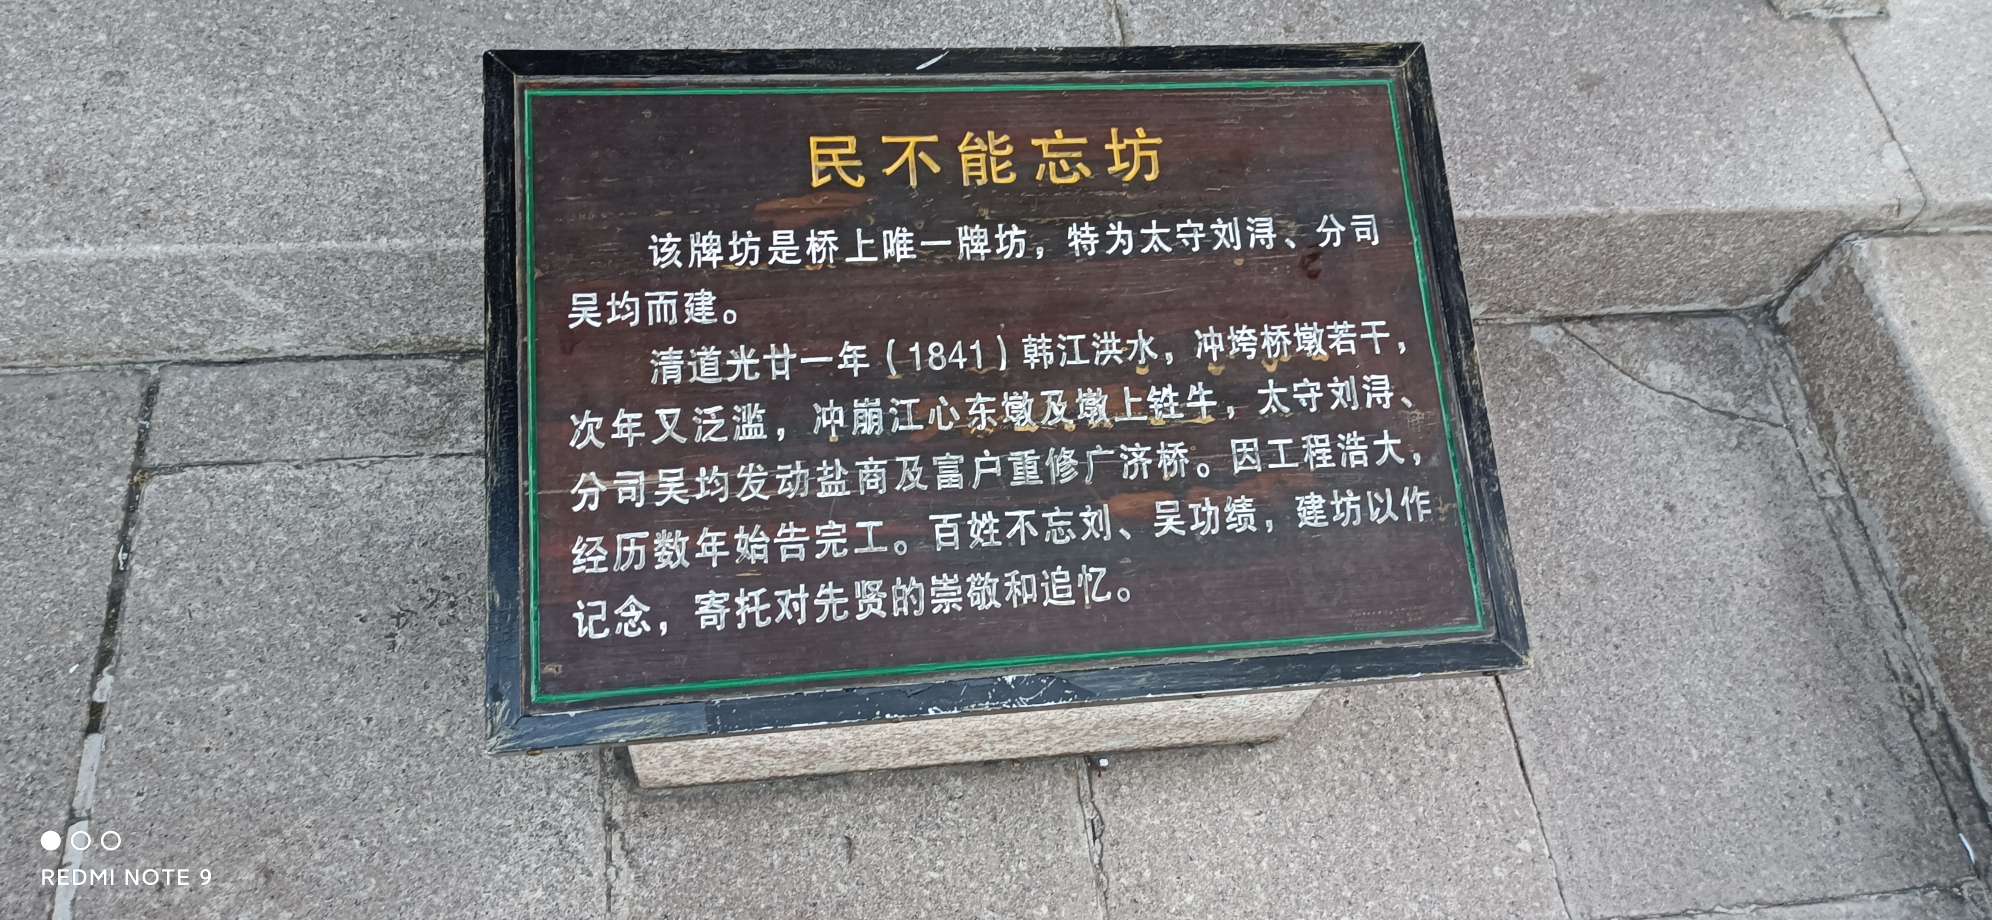 民不能忘坊
该牌坊是桥上唯一牌坊，特为太守刘浔、分司
吴均而建。
清道光廿一年（1841）韩江洪水，冲垮桥墩若干，
次年又泛滥，冲崩江心东墩及墩上鉎牛，太守刘浔、
分司吴均发动盐商及富户重修广济桥。因工程浩大，
经历数年始告完工。百姓不忘刘、吴功绩，建坊以作
记念，寄托对先贤的崇敬和追忆。
REDMI NOTE 9